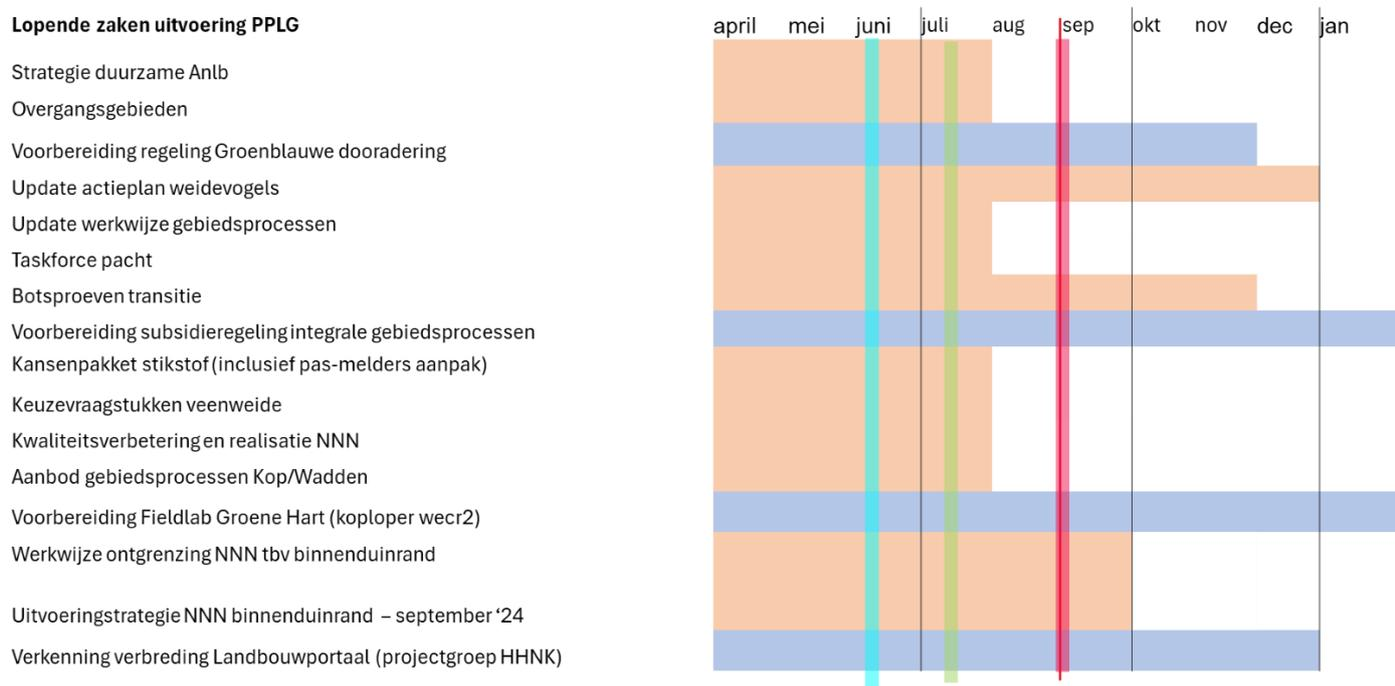 Lopende zaken uitvoering PPLG april mei juni juli aug sep okt nov dec jan
Strategie duurzame Anlb
Overgangsgebieden
Voorbereiding regeling Groenblauwe dooradering
Update actieplan weidevogels
Update werkwijze gebiedsprocessen
Taskforce pacht
Botsproeven transitie
Voorbereiding subsidieregeling integrale gebiedsprocessen
Kansenpakket stikstof (inclusief pas-melders aanpak)
Keuzevraagstukken veenweide
Kwaliteitsverbetering en realisatie NNN
Aanbod gebiedsprocessen Kop/Wadden
Voorbereiding Fieldlab Groene Hart (koploper wecr2)
Werkwijze ontgrenzing NNN tbv binnenduinrand
Uitvoeringstrategie NNN binnenduinrand – september ‘24
Verkenning verbreding Landbouwportaal (projectgroep HHNK)